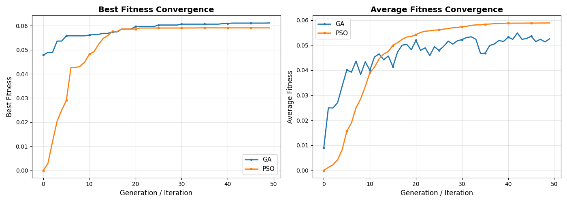 Best Fitness Convergence
Best Fitness
0.06
0.05
0.04
0.03
0.02
0.01
0.00
GA
PSO
0
10
20
30
40
50
Generation / Iteration
Average Fitness Convergence
Average Fitness
GA
PSO
0.06
0.05
0.04
0.03
0.02
0.01
0.00
0
10
20
30
40
50
Generation / Iteration